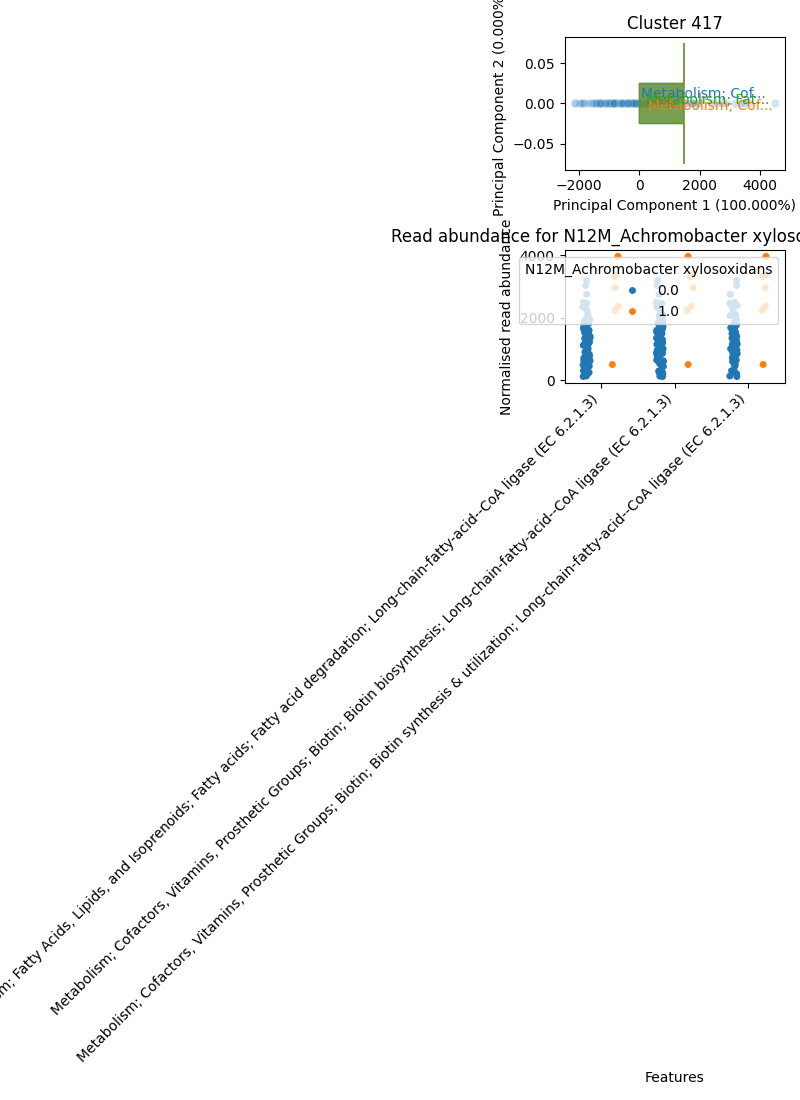 Cluster 417
Principal Component 2 (0.000%
0.05
0.00
−0.05
Metabolism; Cof...
Metabolism; Fat...
Metabolism; Cof...
−2000
0
2000
4000
Principal Component 1 (100.000%)
Read abundance for N12M_Achromobacter xyloso
Normalised read abundance
4000
2000
0
N12M_Achromobacter xylosoxidans
0.0
1.0
sm; Fatty Acids, Lipids, and Isoprenoids; Fatty acids; Fatty acid degradation; Long-chain-fatty-acid--CoA ligase (EC 6.2.1.3)
Metabolism; Cofactors, Vitamins, Prosthetic Groups; Biotin; Biotin biosynthesis; Long-chain-fatty-acid--CoA ligase (EC 6.2.1.3)
Metabolism; Cofactors, Vitamins, Prosthetic Groups; Biotin; Biotin synthesis & utilization; Long-chain-fatty-acid--CoA ligase (EC 6.2.1.3)
Features